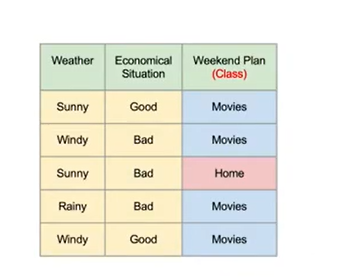 Weather Economical Situation Weekend Plan (Class)
Sunny Good Movies
Windy Bad Movies
Sunny Bad Home
Rainy Bad Movies
Windy Good Movies